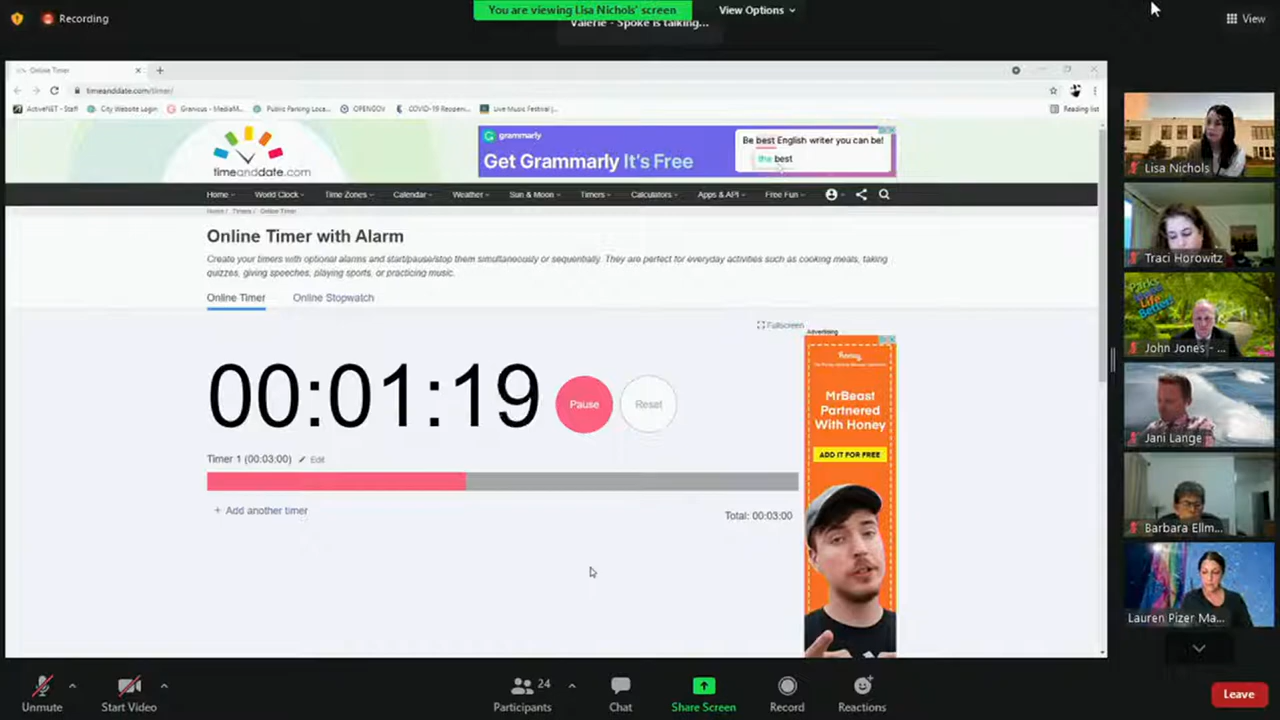 Recording
You are viewing Lisa Nichols' screen
View Options
Valerie - Spoke is talking...
View
Online Timer
timeanddate.com/timer/
ActiveNET - Staff
City Website Login
Granicus - MediaM...
Public Parking Loca...
OPENGOV
COVID-19 Reopeni...
Live Music Festival |...
Reading list
timeanddate.com
grammarly
Get Grammarly It's Free
Be best English writer you can be!
the best
Home
World Clock
Time Zones
Calendar
Weather
Sun & Moon
Timers
Calculators
Apps & API
Free Fun
Home / Timers / Online Timer
Online Timer with Alarm
Create your timers with optional alarms and start/pause/stop them simultaneously or sequentially. They are perfect for everyday activities such as cooking meals, taking
quizzes, giving speeches, playing sports, or practicing music.
Online Timer
Online Stopwatch
Fullscreen
00:01:19
Pause
Reset
Timer 1 (00:03:00)
Edit
+ Add another timer
Total: 00:03:00
Advertising
Honey
MrBeast
Partnered
With Honey
ADD IT FOR FREE
Lisa Nichols
Traci Horowitz
Parks
Make
Life
Better!
John Jones - ...
Jani Lange
Barbara Ellm...
Lauren Pizer Ma...
Unmute
Start Video
24
Participants
Chat
Share Screen
Record
Reactions
Leave